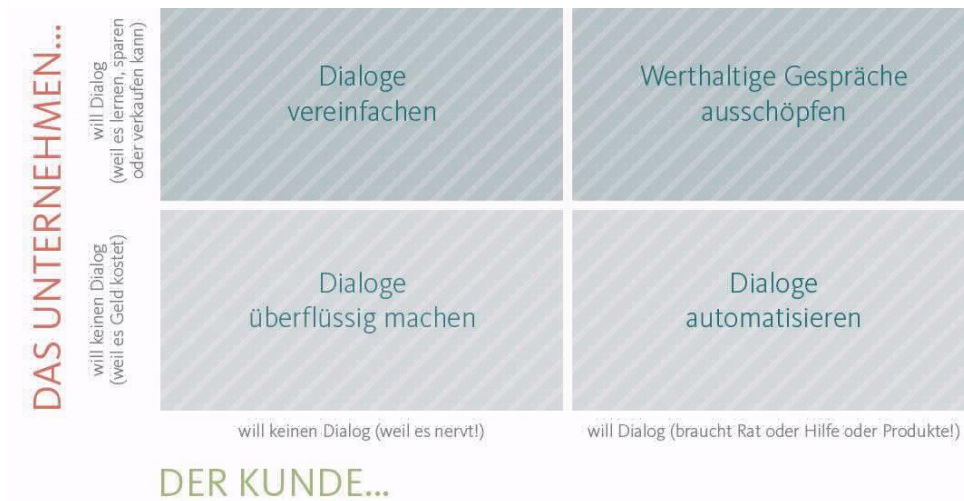 DAS UNTERNEHMEN...
will Dialog
(weil es lernen, sparen
oder verkaufen kann)
Dialoge
vereinfachen
Werthaltige Gespräche
ausschöpfen
will keinen Dialog
(weil es Geld kostet)
Dialoge
überflüssig machen
Dialoge
automatisieren
will keinen Dialog (weil es nervt!)
will Dialog (braucht Rat oder Hilfe oder Produkte!)
DER KUNDE...